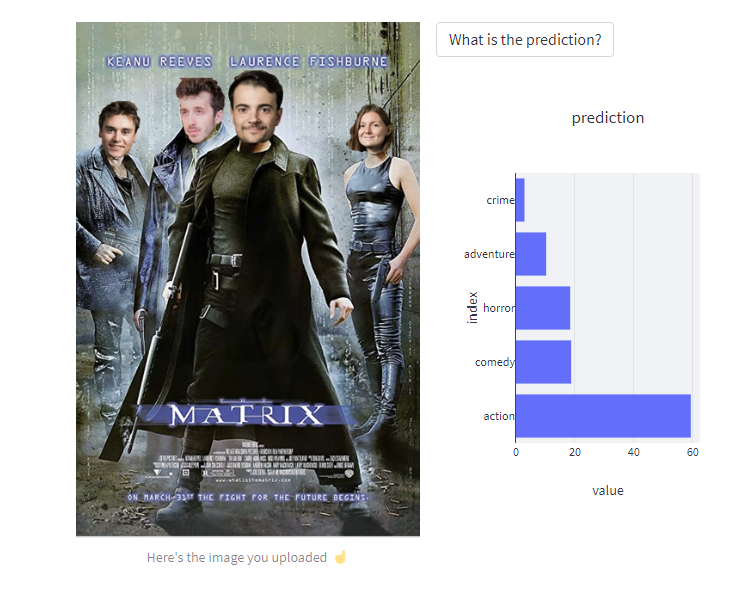 KEANU REEVES LAURENCE FISHBURNE
THE
MATRIX
www.whatisthematrix.com
ON MARCH 31ST THE FIGHT FOR THE FUTURE BEGINS.
Here's the image you uploaded ☝
What is the prediction?
prediction
index
crime
adventure
horror
comedy
action
0 20 40 60
value